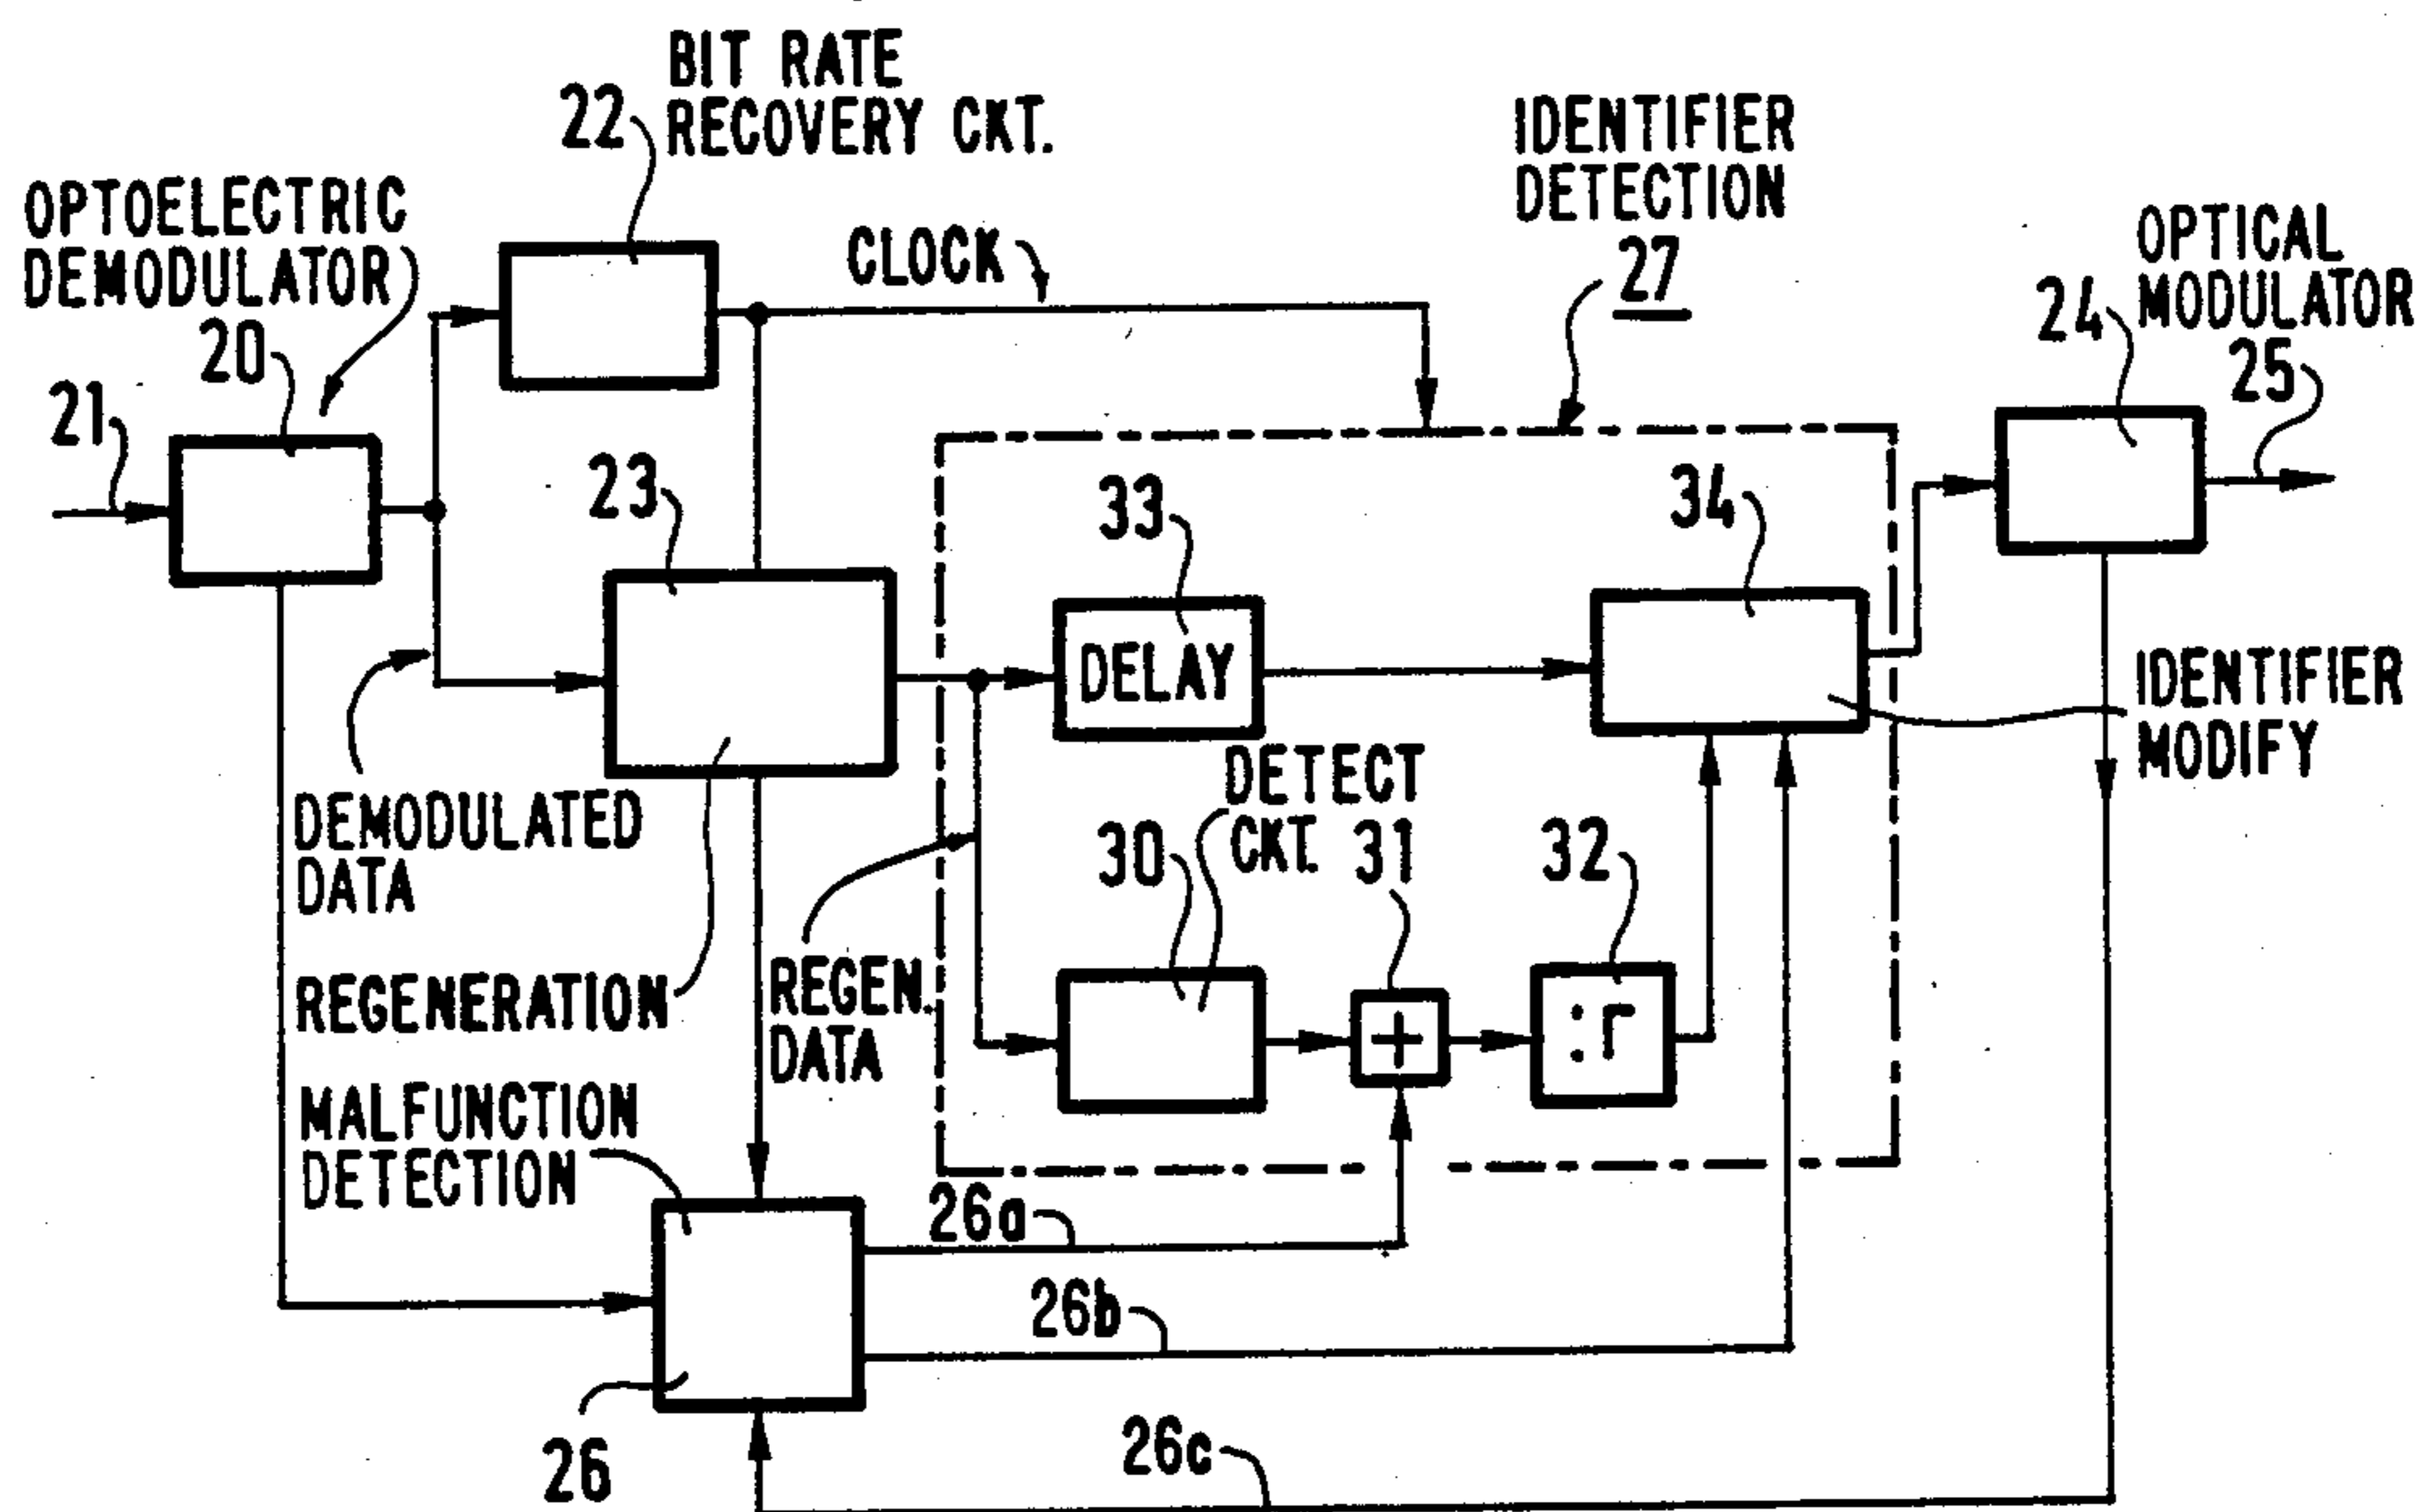 BIT RATE
RECOVERY CKT.
22
IDENTIFIER
DETECTION
27
OPTOELECTRIC
DEMODULATOR
20
CLOCK
OPTICAL
MODULATOR
24
25
21
23
33
34
DELAY
IDENTIFIER
MODIFY
DEMODULATED
DATA
DETECT
CKT.
30
31
32
:r
+
REGENERATION
REGEN.
DATA
MALFUNCTION
DETECTION
26a
26b
26c
26